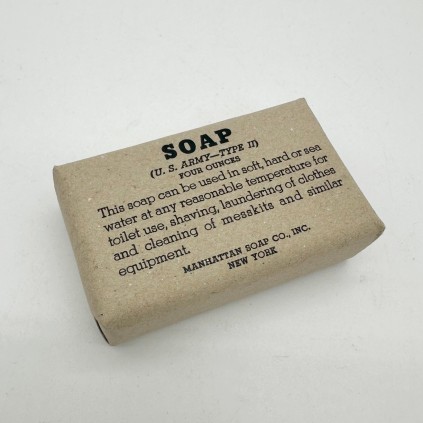 SOAP
(U. S. ARMY—TYPE II)
FOUR OUNCES
This soap can be used in soft, hard or sea
water at any reasonable temperature for
toilet use, shaving, laundering of clothes
and cleaning of messkits and similar
equipment.
MANHATTAN SOAP CO., INC.
NEW YORK